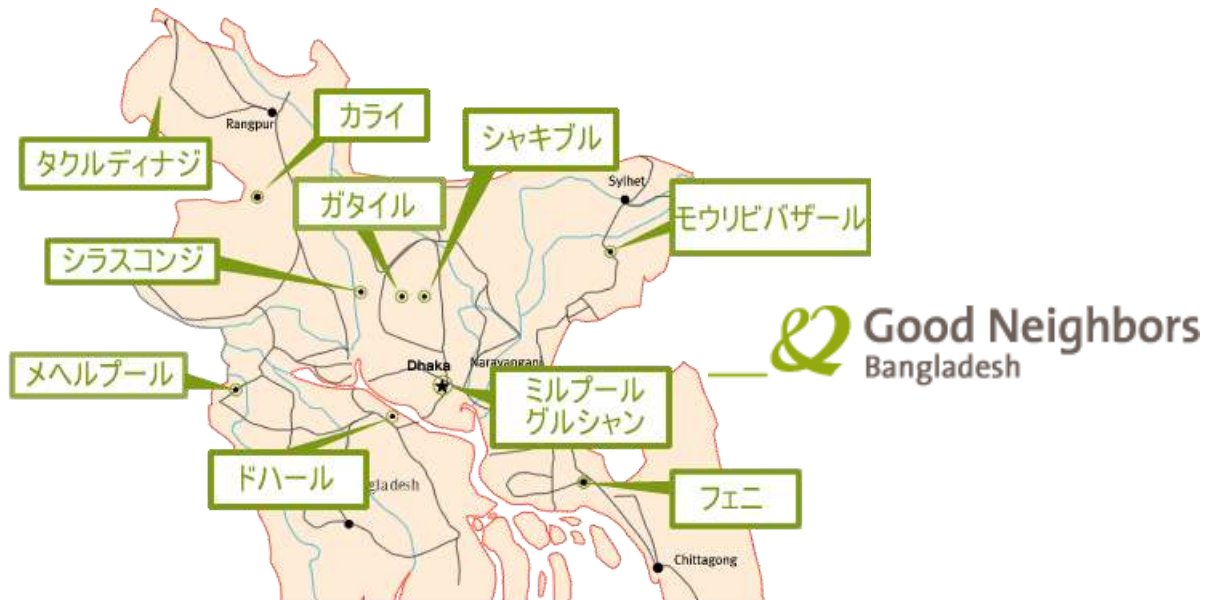 カライ
シャキブル
Rangpur
タクルディナジ
ガタイル
Sylhet
モウリビバザール
シラスコンジ
Good Neighbors
Bangladesh
メヘルプール
Dhaka
ミルプール
グルシャン
ドハール
gladesh
フェニ
Chittagong